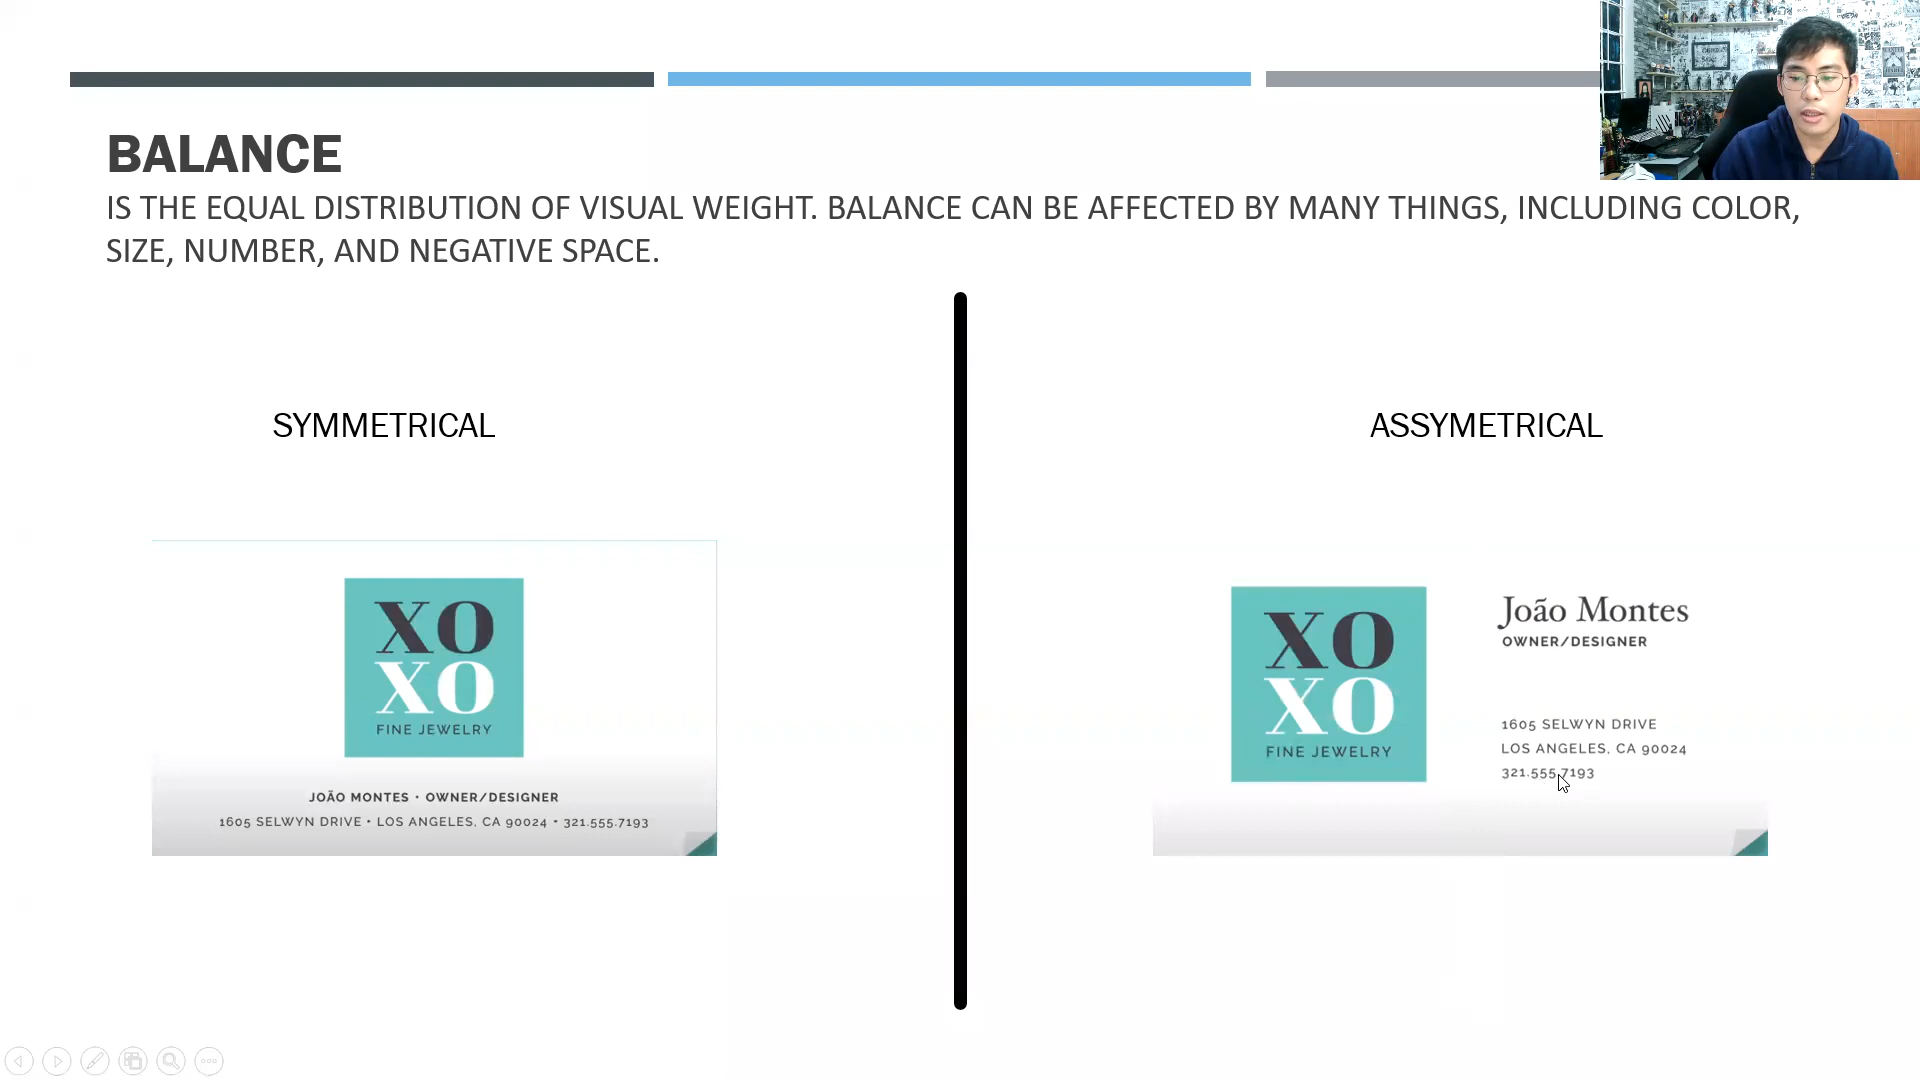 BALANCE
IS THE EQUAL DISTRIBUTION OF VISUAL WEIGHT. BALANCE CAN BE AFFECTED BY MANY THINGS, INCLUDING COLOR,
SIZE, NUMBER, AND NEGATIVE SPACE.
SYMMETRICAL
XO
XO
FINE JEWELRY
JOÃO MONTES • OWNER/DESIGNER
1605 SELWYN DRIVE • LOS ANGELES, CA 90024 • 321.555.7193
ASSYMETRICAL
XO
XO
FINE JEWELRY
João Montes
OWNER/DESIGNER
1605 SELWYN DRIVE
LOS ANGELES, CA 90024
321.555.7193